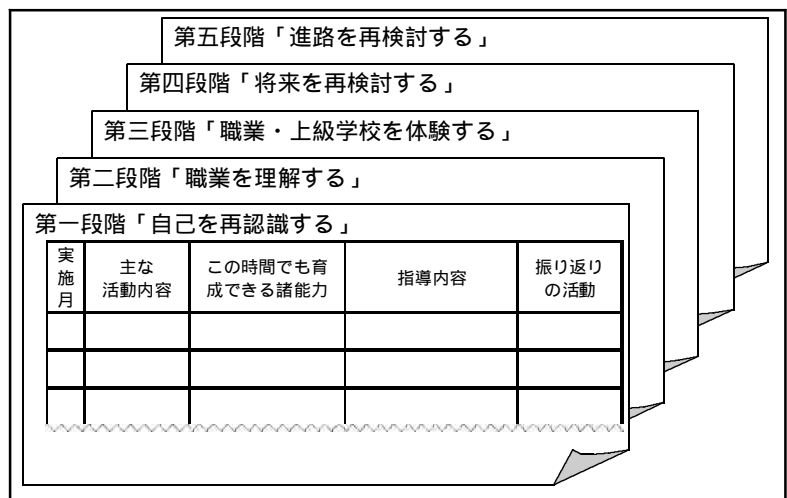 第五段階「進路を再検討する」
第四段階「将来を再検討する」
第三段階「職業・上級学校を体験する」
第二段階「職業を理解する」
第一段階「自己を再認識する」
実
施
月
主な
活動内容
この時間でも育
成できる諸能力
指導内容
振り返り
の活動